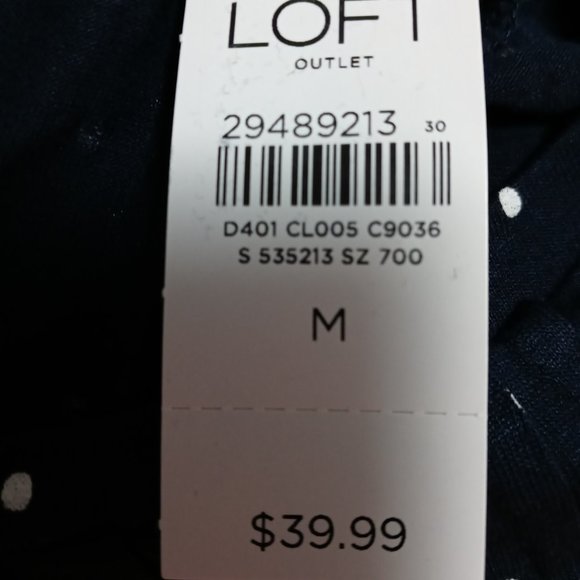 LOFT
OUTLET
29489213 30
D401 CL005 C9036
S 535213 SZ 700
M
$39.99